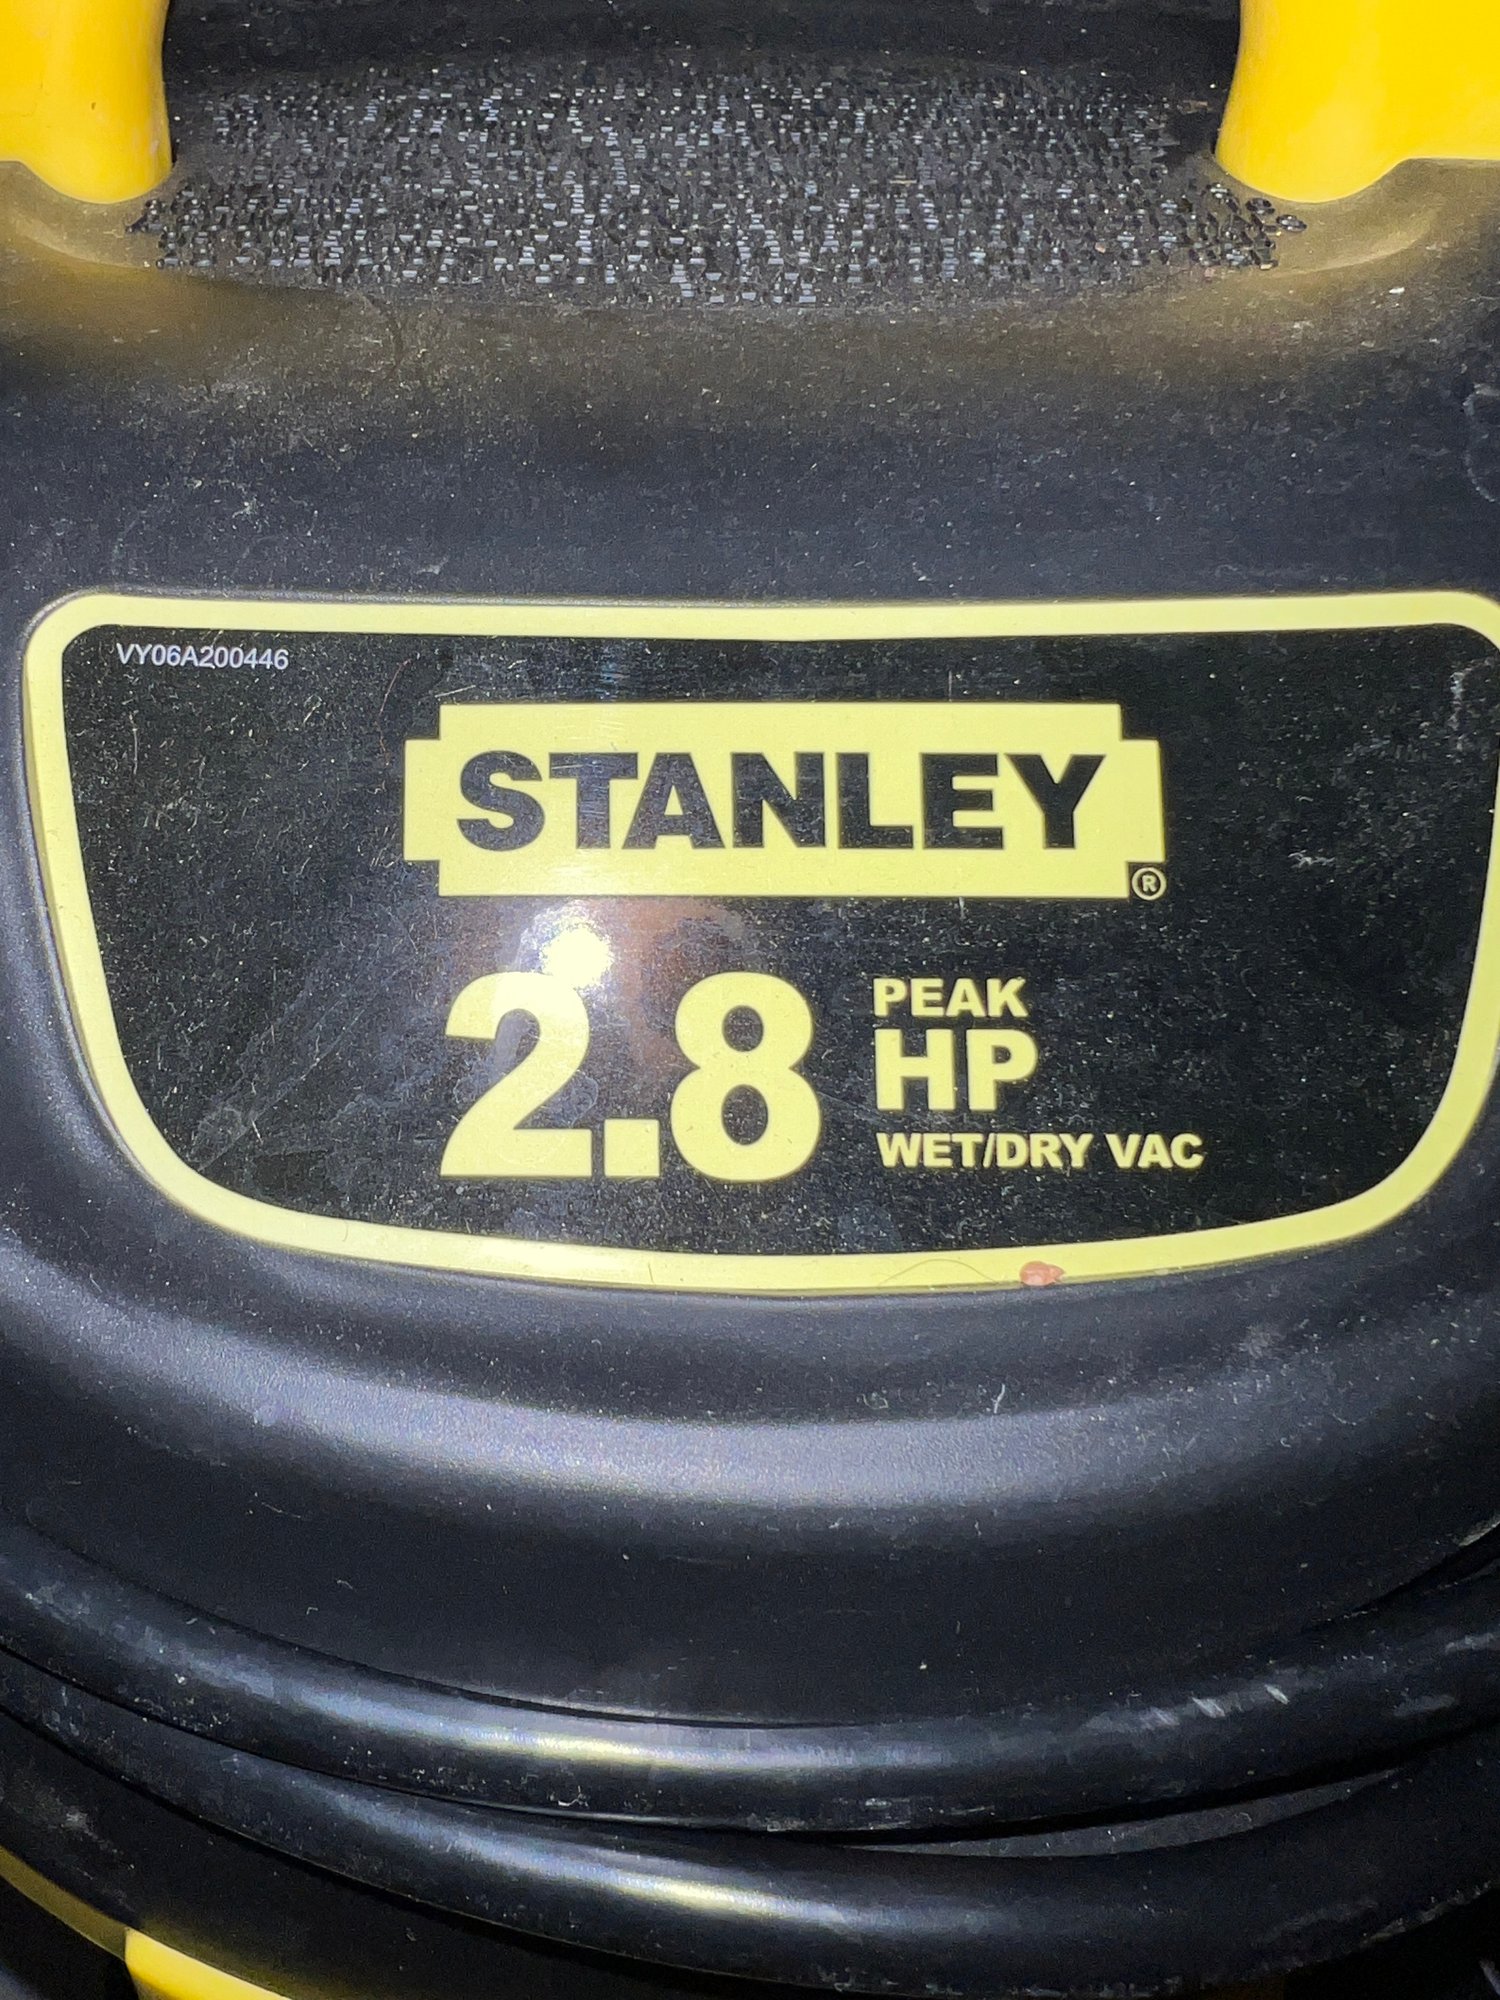 VY06A200446
STANLEY®
2.8 PEAK
HP
WET/DRY VAC